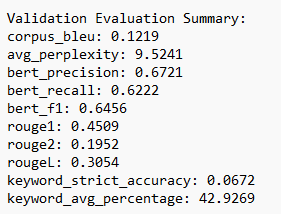 Validation Evaluation Summary:
corpus_bleu: 0.1219
avg_perplexity: 9.5241
bert_precision: 0.6721
bert_recall: 0.6222
bert_f1: 0.6456
rouge1: 0.4509
rouge2: 0.1952
rougeL: 0.3054
keyword_strict_accuracy: 0.0672
keyword_avg_percentage: 42.9269